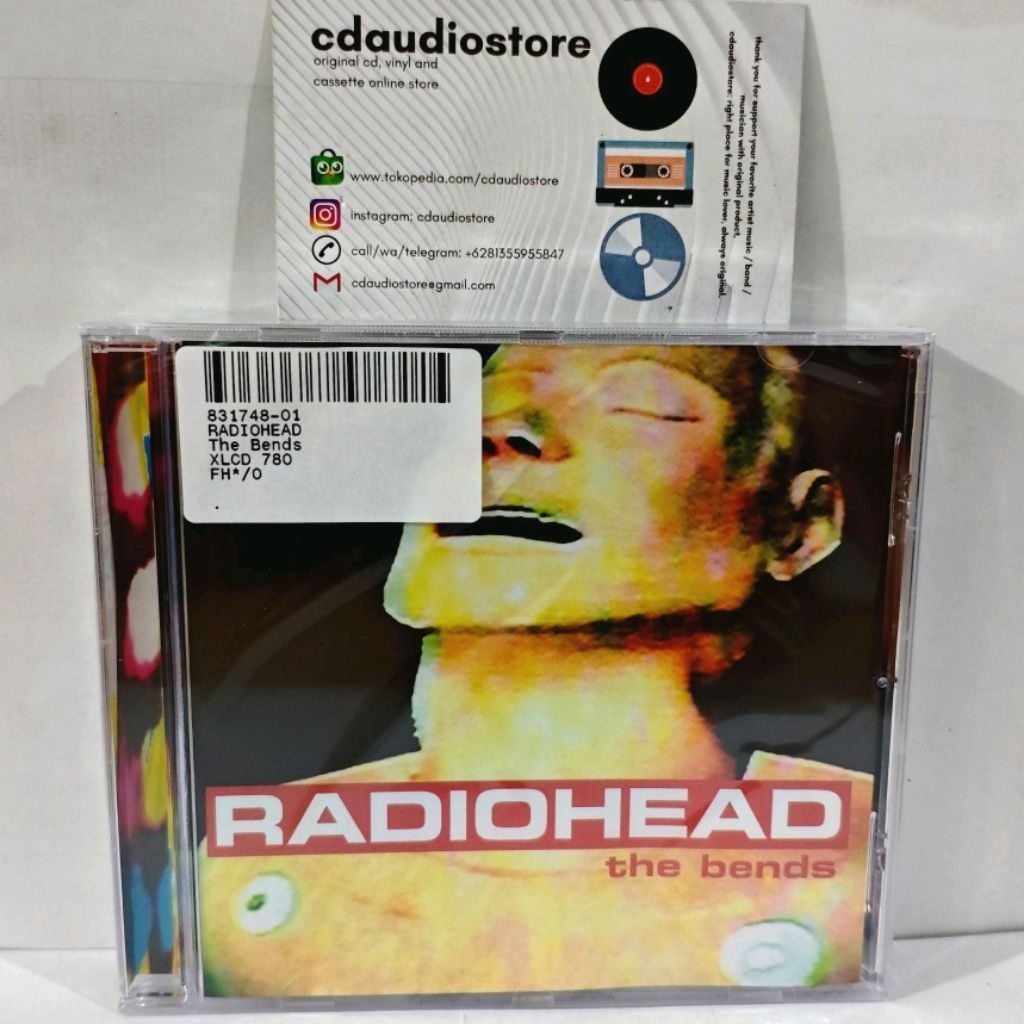 cdaudiostore
original cd, vinyl and
cassette online store
www.tokopedia.com/cdaudiostore
instagram: cdaudiostore
call/wa/telegram: +6281355955847
cdaudiostore@gmail.com
thank you for support your favorite artist music / band /
musician with original product,
cdaudiostore: right place for music lover, always original.
831748-01
RADIOHEAD
The Bends
XLCD 780
FH*/0
RADIOHEAD
the bends